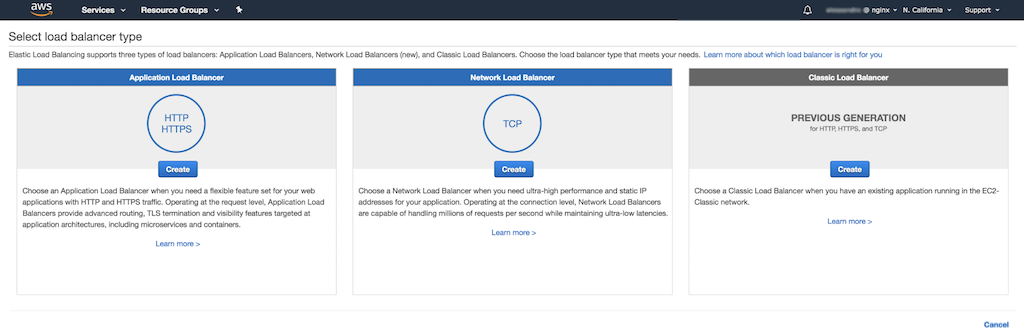 aws
Services
Resource Groups
@ nginx
N. California
Support
Select load balancer type
Elastic Load Balancing supports three types of load balancers: Application Load Balancers, Network Load Balancers (new), and Classic Load Balancers. Choose the load balancer type that meets your needs. Learn more about which load balancer is right for you
Application Load Balancer
HTTP
HTTPS
Create
Choose an Application Load Balancer when you need a flexible feature set for your web
applications with HTTP and HTTPS traffic. Operating at the request level, Application Load
Balancers provide advanced routing, TLS termination and visibility features targeted at
application architectures, including microservices and containers.
Learn more >
Network Load Balancer
TCP
Create
Choose a Network Load Balancer when you need ultra-high performance and static IP
addresses for your application. Operating at the connection level, Network Load Balancers
are capable of handling millions of requests per second while maintaining ultra-low latencies.
Learn more >
Classic Load Balancer
PREVIOUS GENERATION
for HTTP, HTTPS, and TCP
Create
Choose a Classic Load Balancer when you have an existing application running in the EC2-
Classic network.
Learn more >
Cancel